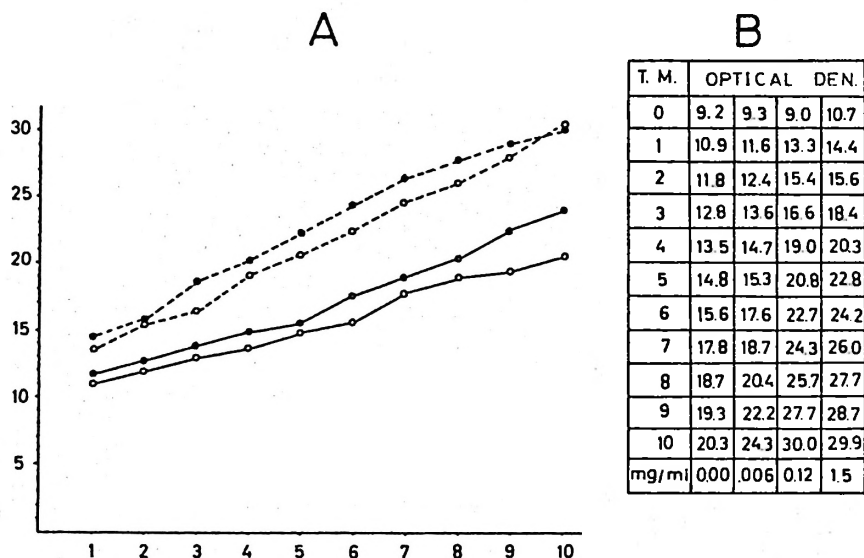 A
30
25
20
15
10
5
1 2 3 4 5 6 7 8 9 10
B
T. M. OPTICAL DEN.
0 9.2 9.3 9.0 10.7
1 10.9 11.6 13.3 14.4
2 11.8 12.4 15.4 15.6
3 12.8 13.6 16.6 18.4
4 13.5 14.7 19.0 20.3
5 14.8 15.3 20.8 22.8
6 15.6 17.6 22.7 24.2
7 17.8 18.7 24.3 26.0
8 18.7 20.4 25.7 27.7
9 19.3 22.2 27.7 28.7
10 20.3 24.3 30.0 29.9
mg/ml 0.00 .006 0.12 1.5